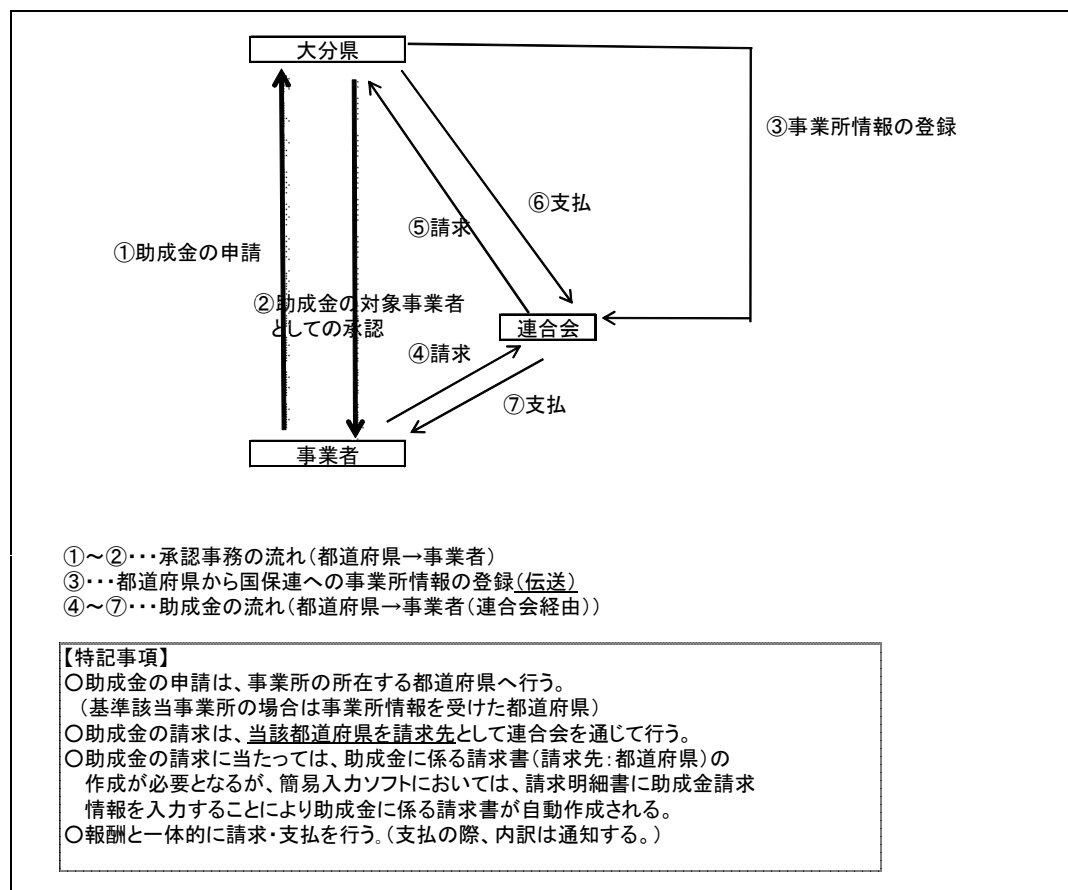 大分県
③事業所情報の登録
⑥支払
⑤請求
①助成金の申請
②助成金の対象事業者
としての承認
連合会
④請求
⑦支払
事業者
①～②・・・承認事務の流れ（都道府県→事業者）
③・・・都道府県から国保連への事業所情報の登録（伝送）
④～⑦・・・助成金の流れ（都道府県→事業者（連合会経由））
【特記事項】
○助成金の申請は、事業所の所在する都道府県へ行う。
（基準該当事業所の場合は事業所情報を受けた都道府県）
○助成金の請求は、当該都道府県を請求先として連合会を通じて行う。
○助成金の請求に当たっては、助成金に係る請求書（請求先：都道府県）の
作成が必要となるが、簡易入力ソフトにおいては、請求明細書に助成金請求
情報を入力することにより助成金に係る請求書が自動作成される。
○報酬と一体的に請求・支払を行う。（支払の際、内訳は通知する。）